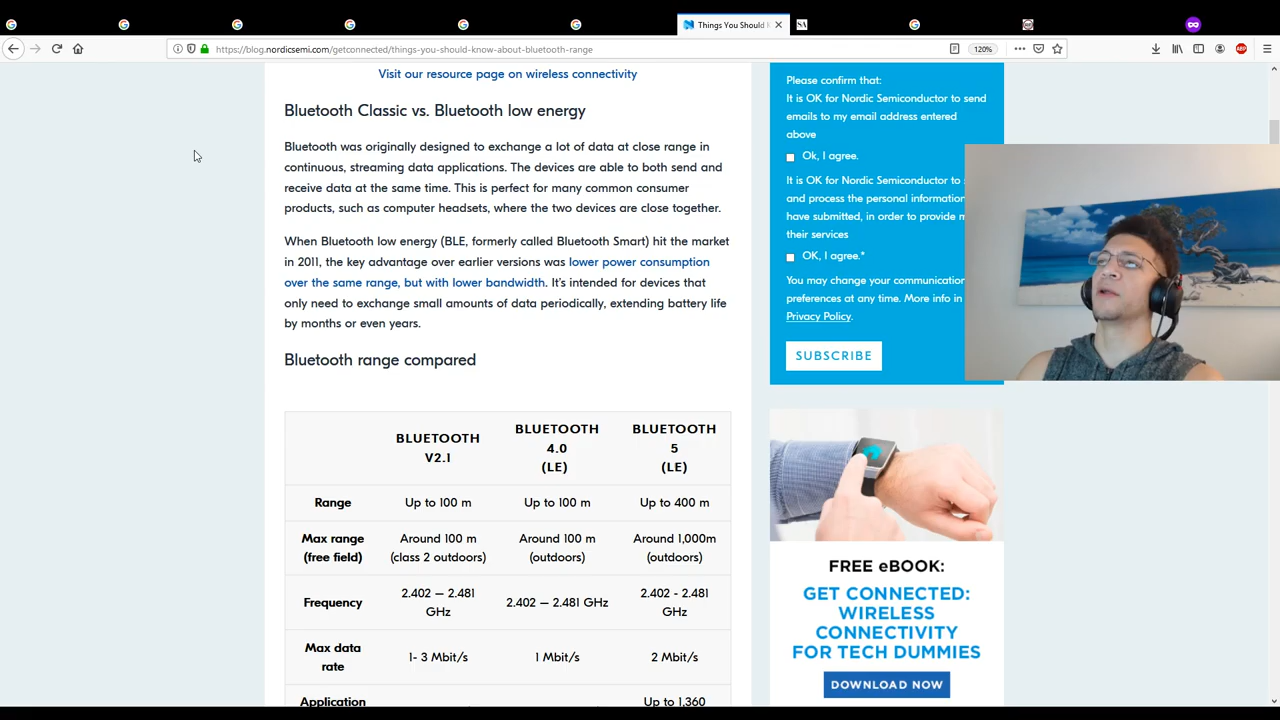 Things You Should K
SA
https://blog.nordicsemi.com/getconnected/things-you-should-know-about-bluetooth-range
120%
ABP
Visit our resource page on wireless connectivity
Bluetooth Classic vs. Bluetooth low energy
Bluetooth was originally designed to exchange a lot of data at close range in
continuous, streaming data applications. The devices are able to both send and
receive data at the same time. This is perfect for many common consumer
products, such as computer headsets, where the two devices are close together.
When Bluetooth low energy (BLE, formerly called Bluetooth Smart) hit the market
in 2011, the key advantage over earlier versions was lower power consumption
over the same range, but with lower bandwidth. It's intended for devices that
only need to exchange small amounts of data periodically, extending battery life
by months or even years.
Bluetooth range compared
BLUETOOTH
V2.1
BLUETOOTH
4.0
(LE)
BLUETOOTH
5
(LE)
Range
Up to 100 m
Up to 100 m
Up to 400 m
Max range
(free field)
Around 100 m
(class 2 outdoors)
Around 100 m
(outdoors)
Around 1,000m
(outdoors)
Frequency
2.402 – 2.481
GHz
2.402 – 2.481 GHz
2.402 - 2.481
GHz
Max data
rate
1- 3 Mbit/s
1 Mbit/s
2 Mbit/s
Application
Up to 1,360
Please confirm that:
It is OK for Nordic Semiconductor to send
emails to my email address entered
above
Ok, I agree.
It is OK for Nordic Semiconductor to
and process the personal information
have submitted, in order to provide m
their services
OK, I agree.*
You may change your communication
preferences at any time. More info in
Privacy Policy.
SUBSCRIBE
FREE eBOOK:
GET CONNECTED:
WIRELESS
CONNECTIVITY
FOR TECH DUMMIES
DOWNLOAD NOW